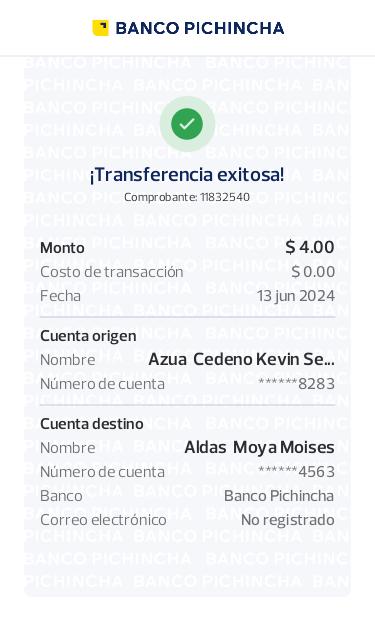 BANCO PICHINCHA
¡Transferencia exitosa!
Comprobante: 11832540
Monto $ 4.00
Costo de transacción $ 0.00
Fecha 13 jun 2024
Cuenta origen
Nombre Azua Cedeno Kevin Se...
Número de cuenta ******8283
Cuenta destino
Nombre Aldas Moya Moises
Número de cuenta ******4563
Banco Banco Pichincha
Correo electrónico No registrado